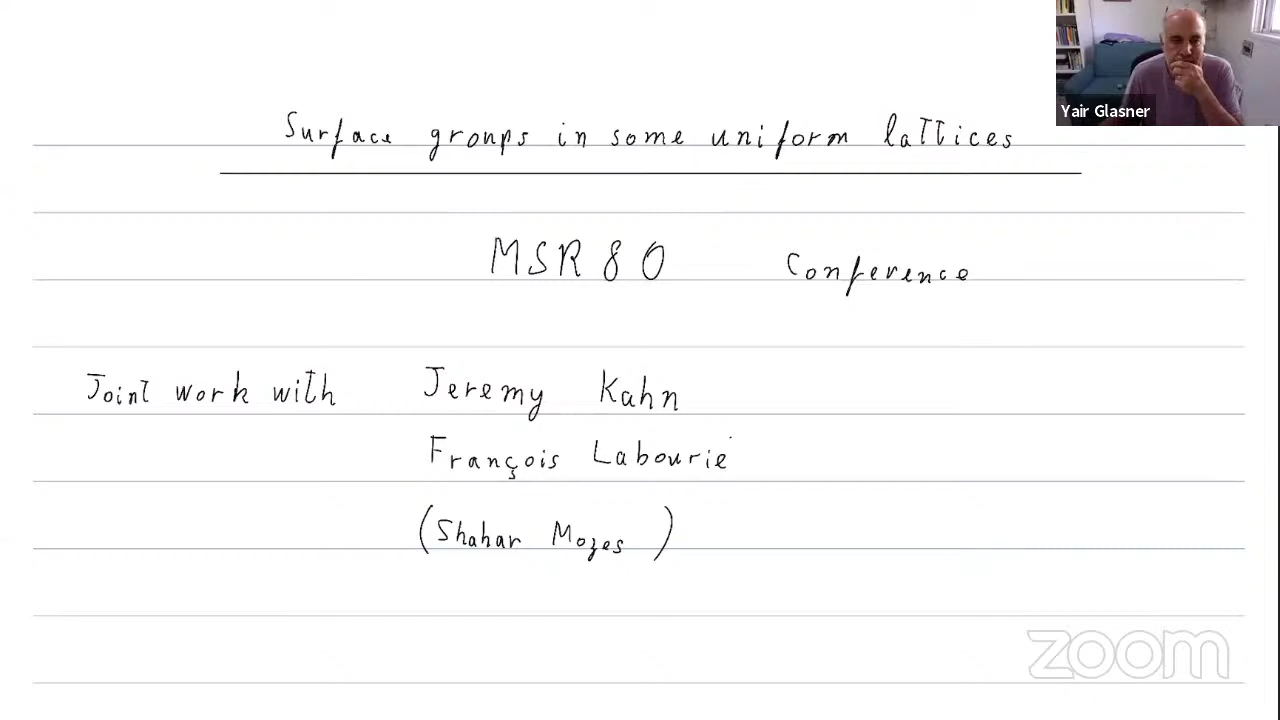 Yair Glasner
Surface groups in some uniform lattices
MSR 80 Conference
Joint work with Jeremy Kahn
François Labourie
(Shahar Mozes)
zoom